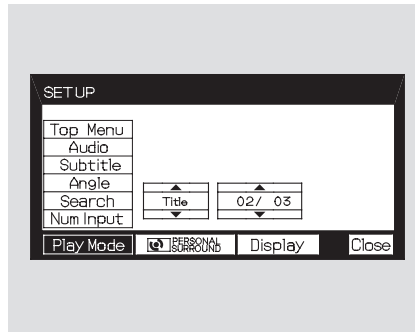 SETUP
Top Menu
Audio
Subtitle
Angle
Search
Num Input
Title
02/ 03
Play Mode
PERSONAL
SURROUND
Display
Close